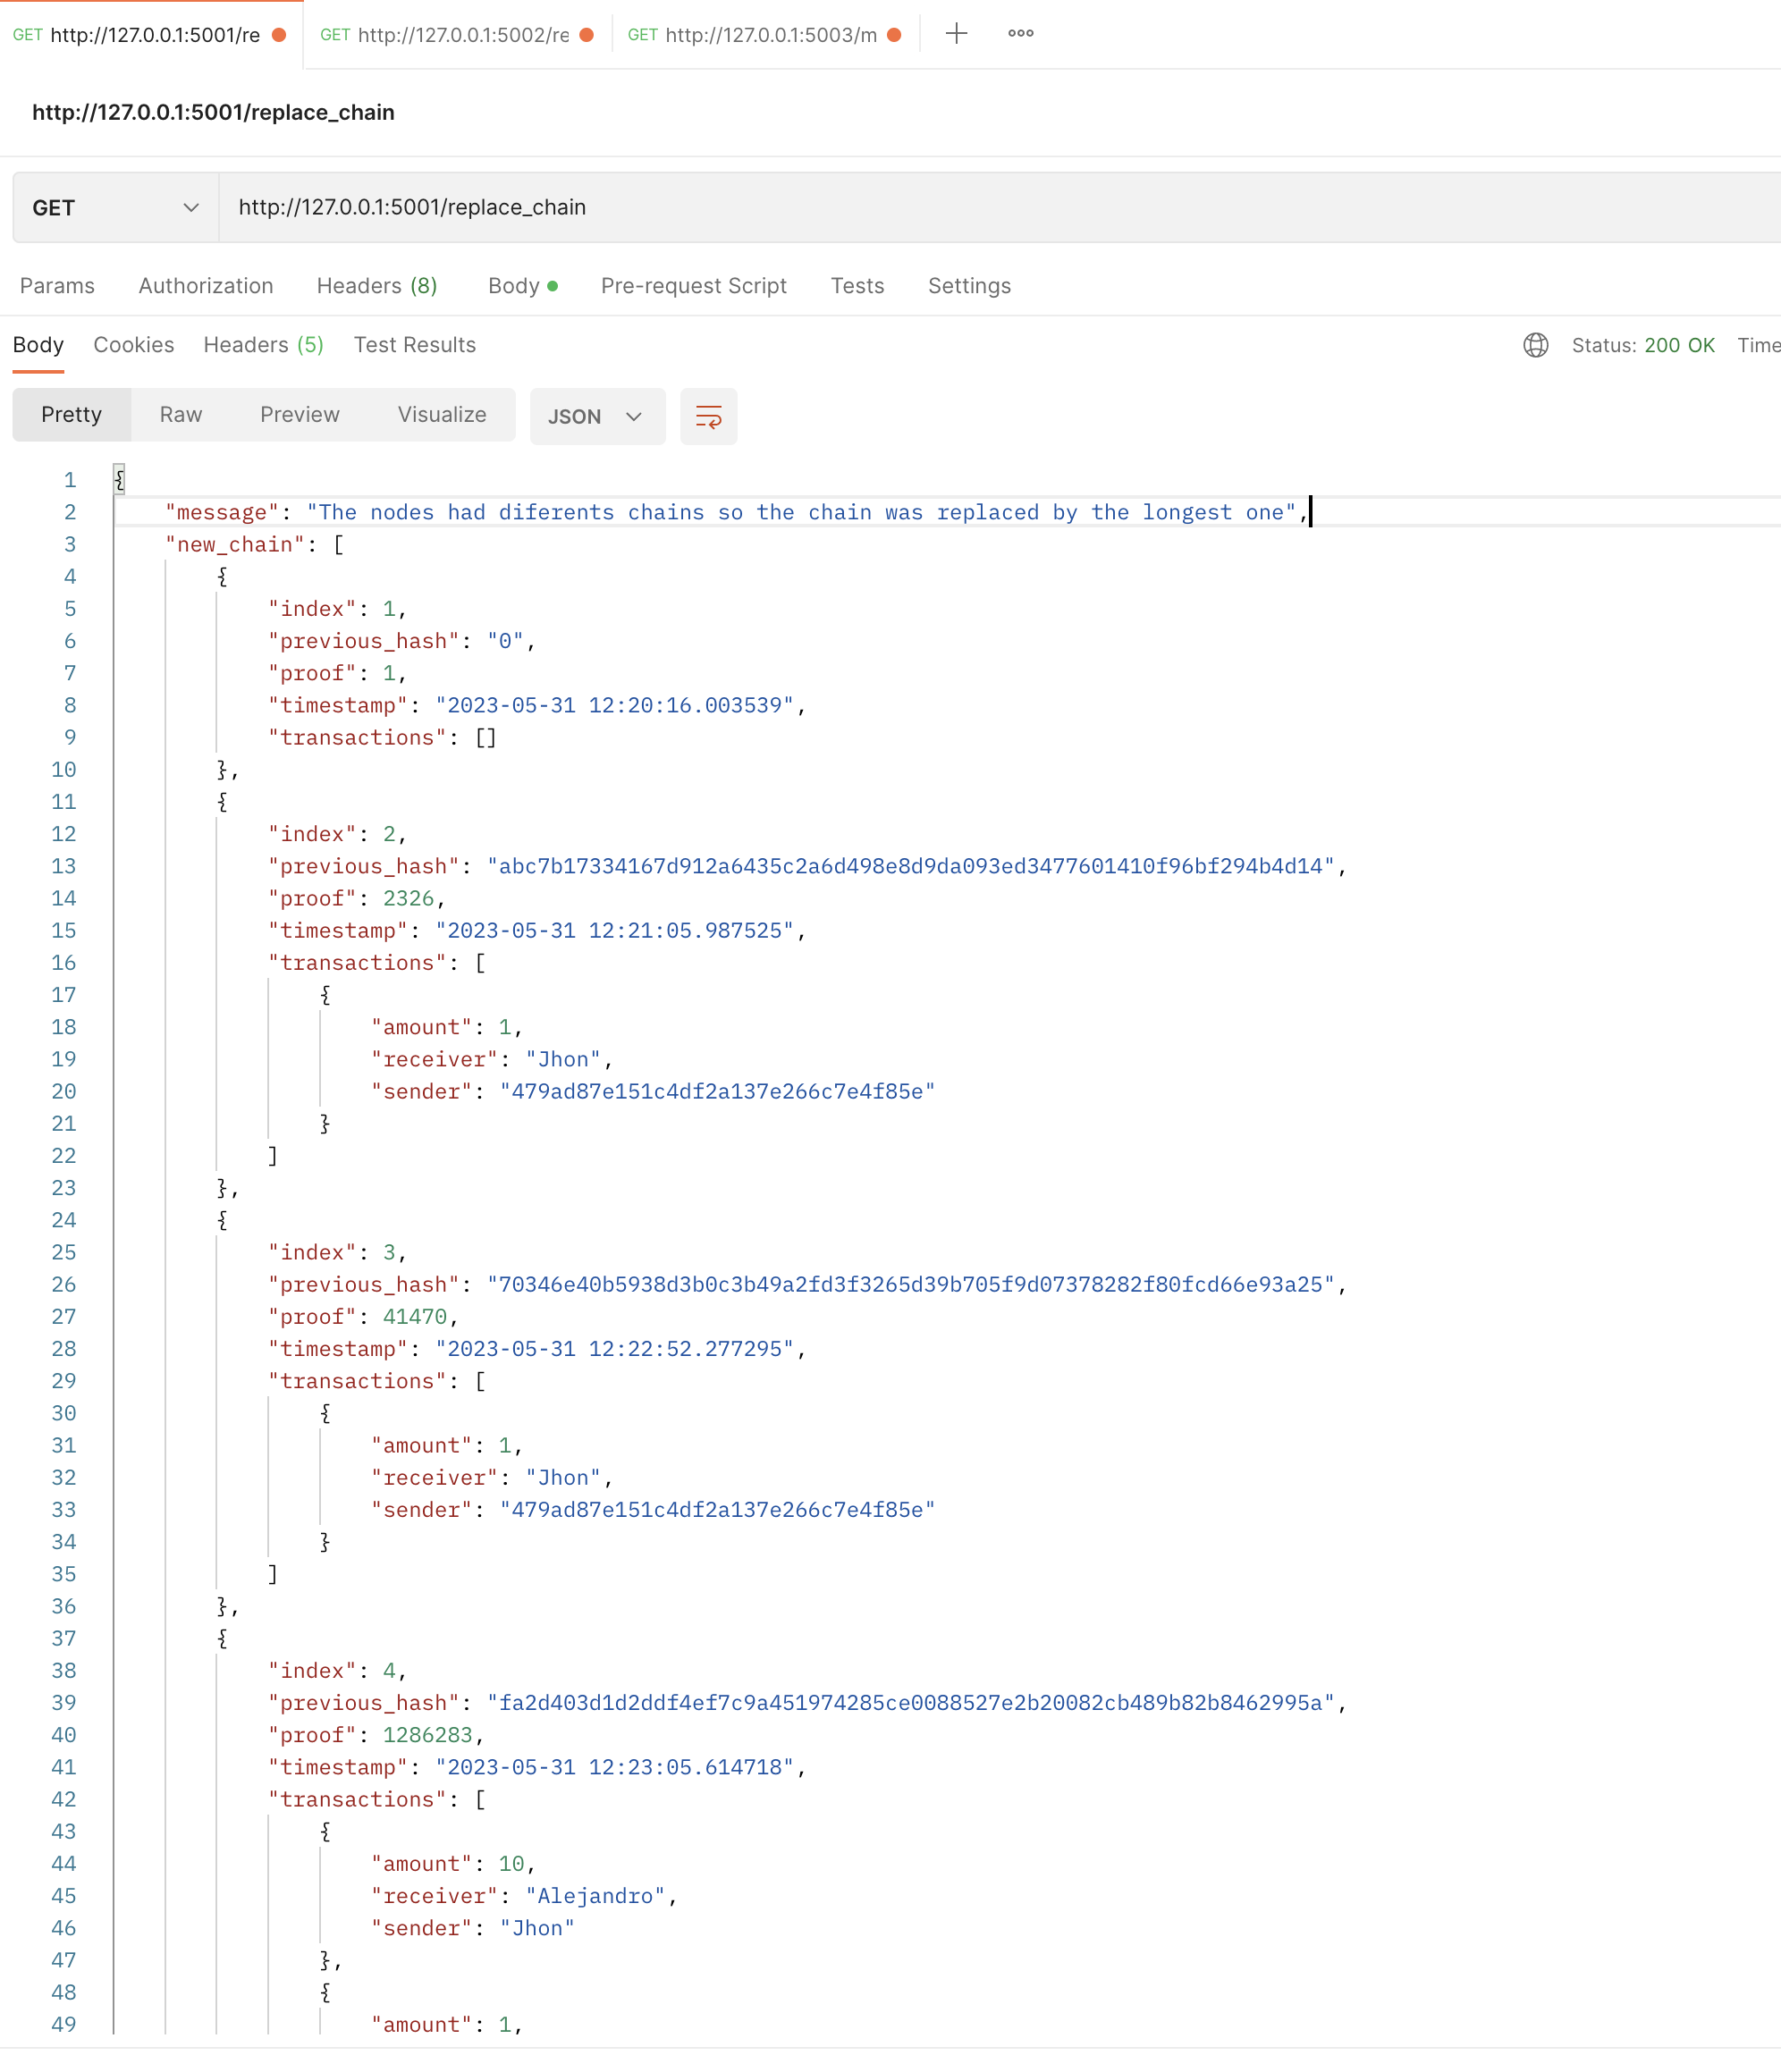 GET http://127.0.0.1:5001/re GET http://127.0.0.1:5002/re GET http://127.0.0.1:5003/m
http://127.0.0.1:5001/replace_chain
GET http://127.0.0.1:5001/replace_chain
Params Authorization Headers (8) Body Pre-request Script Tests Settings
Body Cookies Headers (5) Test Results Status: 200 OK Time
Pretty Raw Preview Visualize JSON
1 {
2 "message": "The nodes had diferents chains so the chain was replaced by the longest one",
3 "new_chain": [
4 {
5 "index": 1,
6 "previous_hash": "0",
7 "proof": 1,
8 "timestamp": "2023-05-31 12:20:16.003539",
9 "transactions": []
10 },
11 {
12 "index": 2,
13 "previous_hash": "abc7b17334167d912a6435c2a6d498e8d9da093ed3477601410f96bf294b4d14",
14 "proof": 2326,
15 "timestamp": "2023-05-31 12:21:05.987525",
16 "transactions": [
17 {
18 "amount": 1,
19 "receiver": "Jhon",
20 "sender": "479ad87e151c4df2a137e266c7e4f85e"
21 }
22 ]
23 },
24 {
25 "index": 3,
26 "previous_hash": "70346e40b5938d3b0c3b49a2fd3f3265d39b705f9d07378282f80fcd66e93a25",
27 "proof": 41470,
28 "timestamp": "2023-05-31 12:22:52.277295",
29 "transactions": [
30 {
31 "amount": 1,
32 "receiver": "Jhon",
33 "sender": "479ad87e151c4df2a137e266c7e4f85e"
34 }
35 ]
36 },
37 {
38 "index": 4,
39 "previous_hash": "fa2d403d1d2ddf4ef7c9a451974285ce0088527e2b20082cb489b82b8462995a",
40 "proof": 1286283,
41 "timestamp": "2023-05-31 12:23:05.614718",
42 "transactions": [
43 {
44 "amount": 10,
45 "receiver": "Alejandro",
46 "sender": "Jhon"
47 },
48 {
49 "amount": 1,